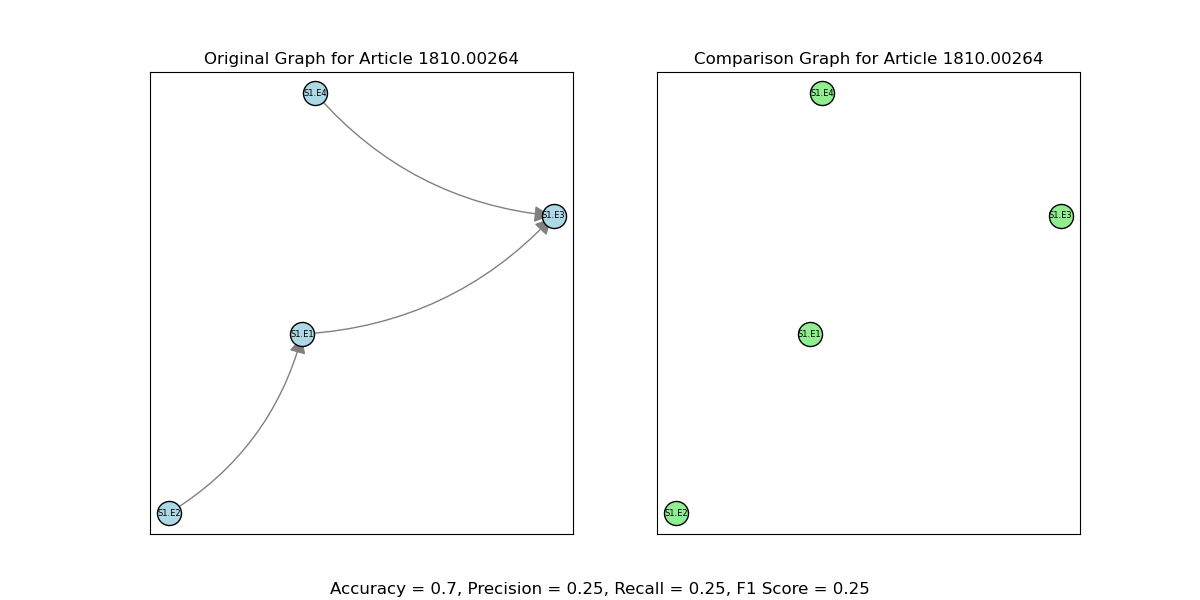 Original Graph for Article 1810.00264
Comparison Graph for Article 1810.00264
S1.E4
S1.E4
S1.E3
S1.E3
S1.E1
S1.E1
S1.E2
S1.E2
Accuracy = 0.7, Precision = 0.25, Recall = 0.25, F1 Score = 0.25